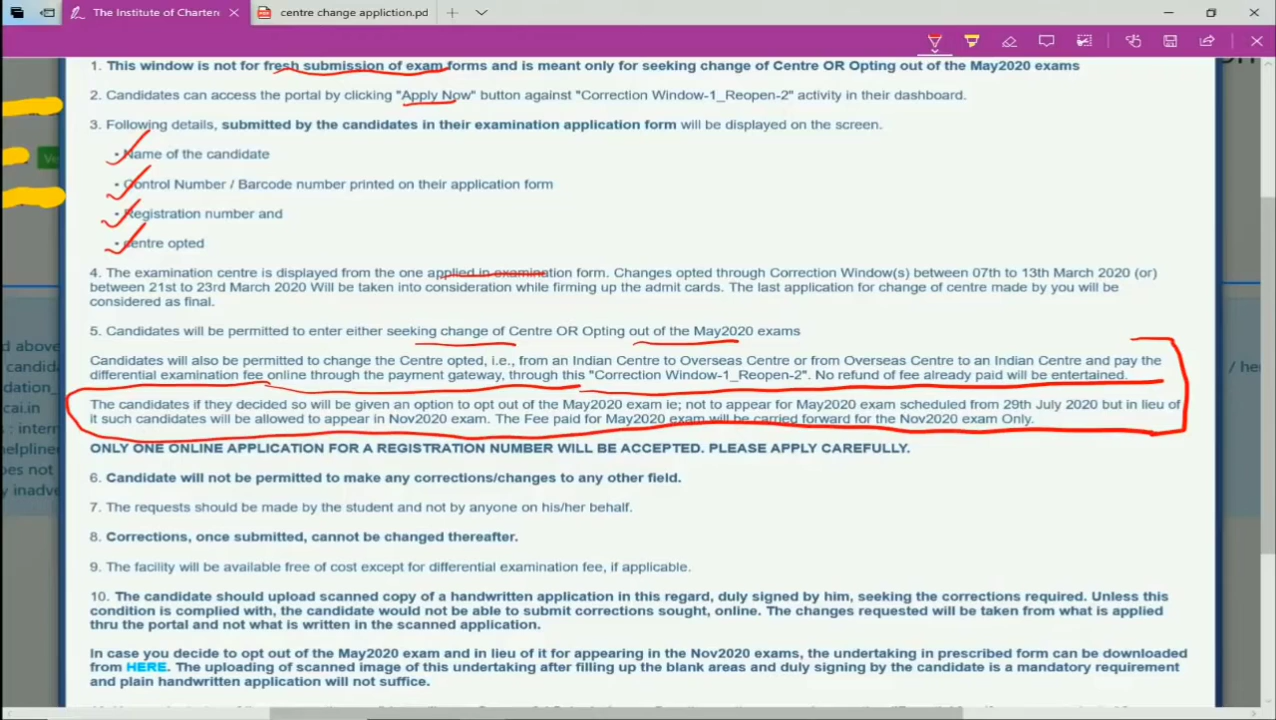 The Institute of Charter
centre change appliction.pd
1. This window is not for fresh submission of exam forms and is meant only for seeking change of Centre OR Opting out of the May2020 exams
2. Candidates can access the portal by clicking "Apply Now" button against "Correction Window-1_Reopen-2" activity in their dashboard.
3. Following details, submitted by the candidates in their examination application form will be displayed on the screen.
• Name of the candidate
• Control Number / Barcode number printed on their application form
• Registration number and
• centre opted
4. The examination centre is displayed from the one applied in examination form. Changes opted through Correction Window(s) between 07th to 13th March 2020 (or)
between 21st to 23rd March 2020 Will be taken into consideration while firming up the admit cards. The last application for change of centre made by you will be
considered as final.
5. Candidates will be permitted to enter either seeking change of Centre OR Opting out of the May2020 exams
Candidates will also be permitted to change the Centre opted, i.e., from an Indian Centre to Overseas Centre or from Overseas Centre to an Indian Centre and pay the
differential examination fee online through the payment gateway, through this "Correction Window-1_Reopen-2". No refund of fee already paid will be entertained.
The candidates if they decided so will be given an option to opt out of the May2020 exam ie; not to appear for May2020 exam scheduled from 29th July 2020 but in lieu of
it such candidates will be allowed to appear in Nov2020 exam. The Fee paid for May2020 exam will be carried forward for the Nov2020 exam Only.
ONLY ONE ONLINE APPLICATION FOR A REGISTRATION NUMBER WILL BE ACCEPTED. PLEASE APPLY CAREFULLY.
6. Candidate will not be permitted to make any corrections/changes to any other field.
7. The requests should be made by the student and not by anyone on his/her behalf.
8. Corrections, once submitted, cannot be changed thereafter.
9. The facility will be available free of cost except for differential examination fee, if applicable.
10. The candidate should upload scanned copy of a handwritten application in this regard, duly signed by him, seeking the corrections required. Unless this
condition is complied with, the candidate would not be able to submit corrections sought, online. The changes requested will be taken from what is applied
thru the portal and not what is written in the scanned application.
In case you decide to opt out of the May2020 exam and in lieu of it for appearing in the Nov2020 exams, the undertaking in prescribed form can be downloaded
from HERE. The uploading of scanned image of this undertaking after filling up the blank areas and duly signing by the candidate is a mandatory requirement
and plain handwritten application will not suffice.